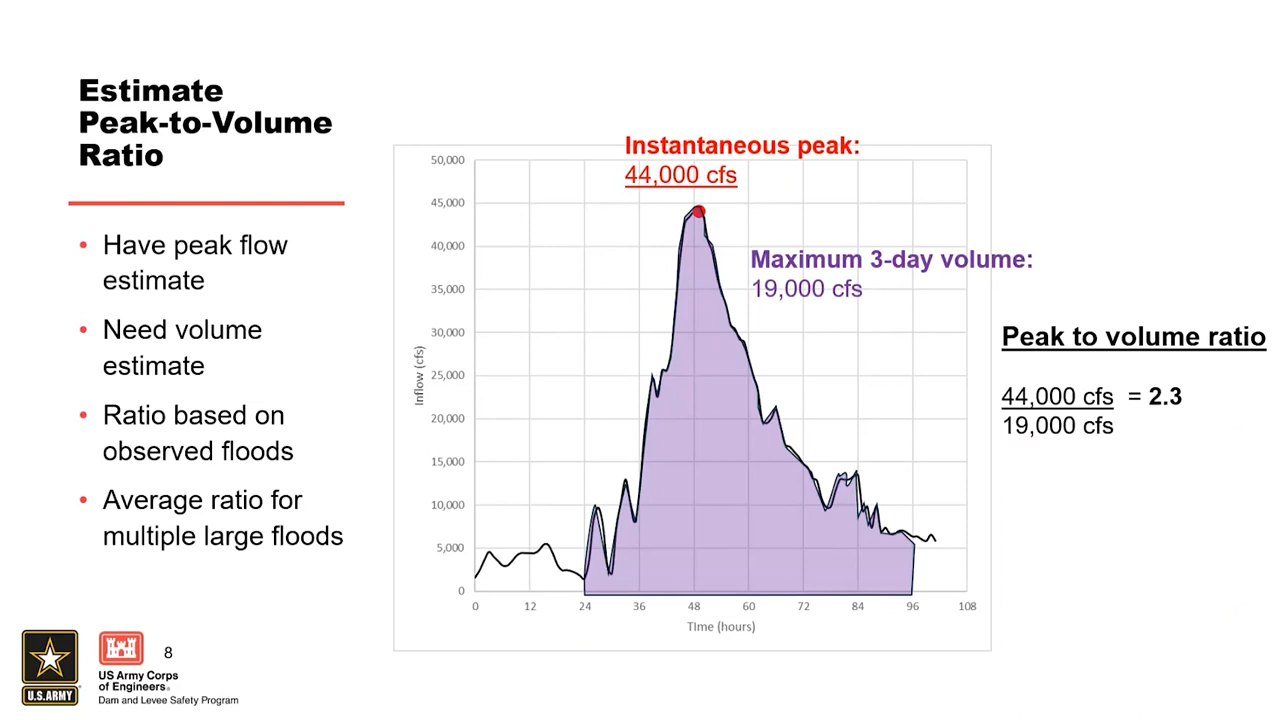 Estimate
Peak-to-Volume
Ratio
• Have peak flow
estimate
• Need volume
estimate
• Ratio based on
observed floods
• Average ratio for
multiple large floods
Instantaneous peak:
44,000 cfs
Maximum 3-day volume:
19,000 cfs
50,000
45,000
40,000
35,000
30,000
25,000
20,000
15,000
10,000
5,000
0
Inflow (cfs)
0 12 24 36 48 60 72 84 96 108
Time (hours)
Peak to volume ratio
44,000 cfs = 2.3
19,000 cfs
U.S.ARMY
US Army Corps
of Engineers®
Dam and Levee Safety Program
8